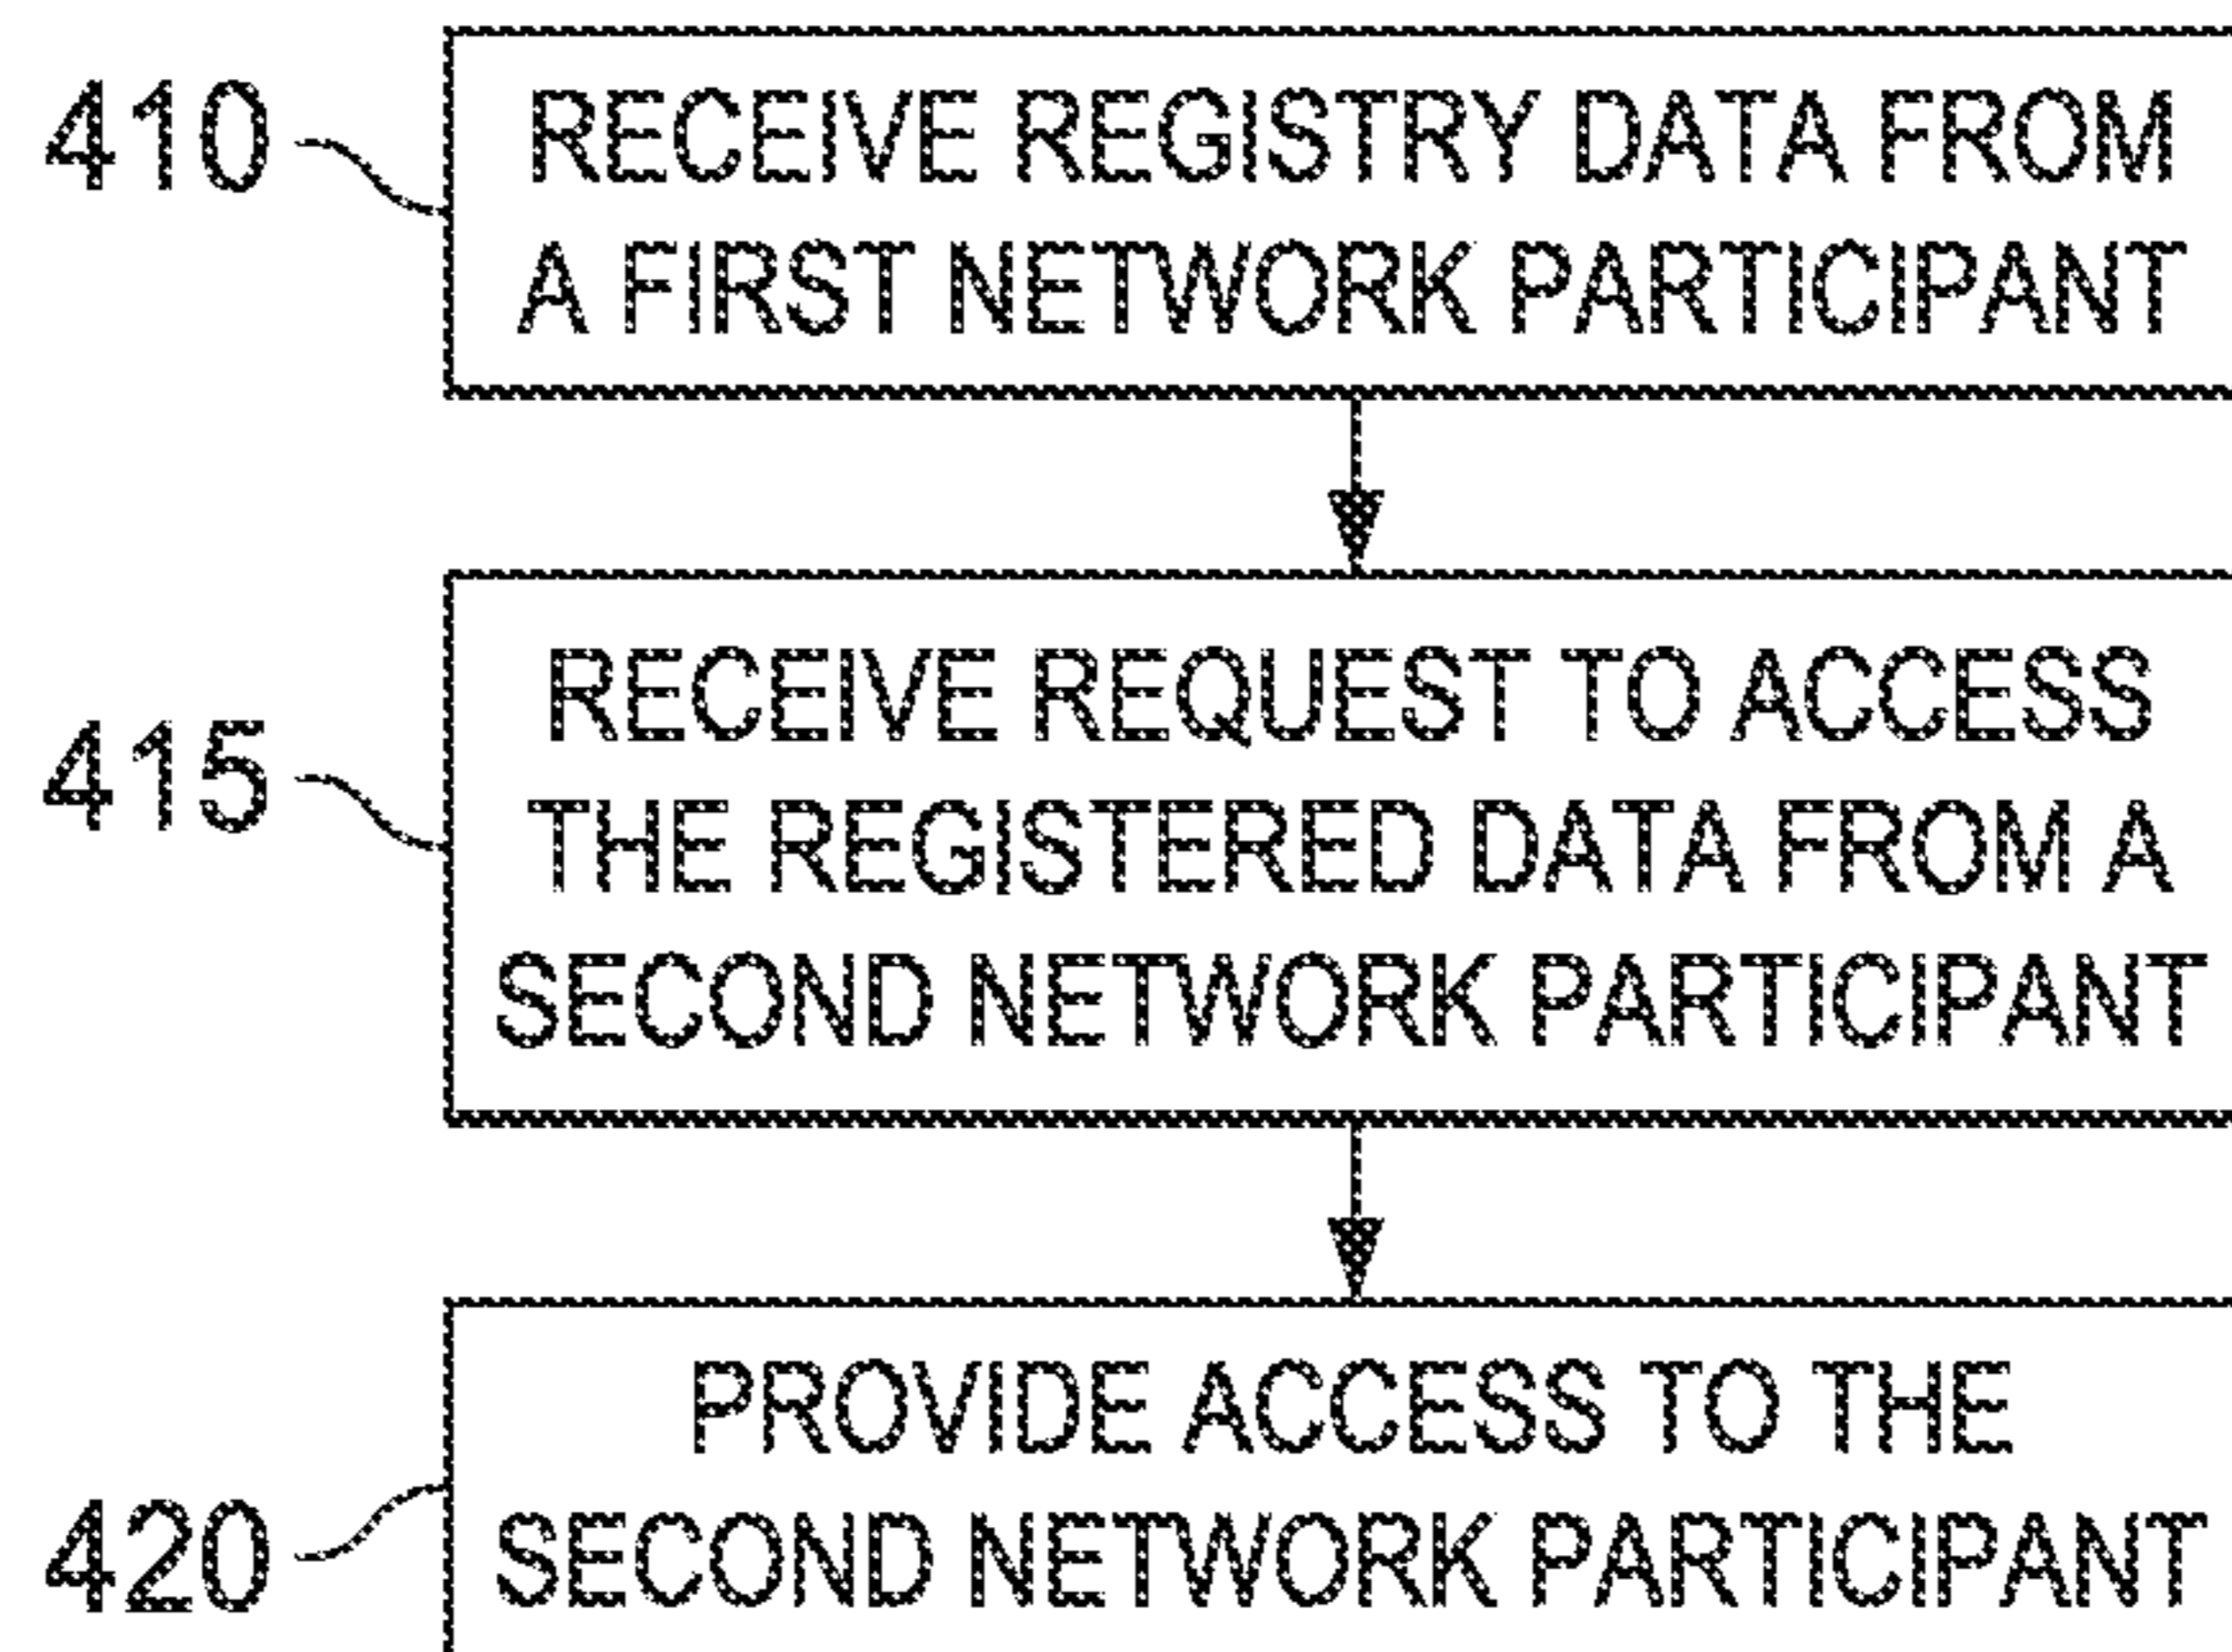 410
RECEIVE REGISTRY DATA FROM
A FIRST NETWORK PARTICIPANT
415
RECEIVE REQUEST TO ACCESS
THE REGISTERED DATA FROM A
SECOND NETWORK PARTICIPANT
420
PROVIDE ACCESS TO THE
SECOND NETWORK PARTICIPANT